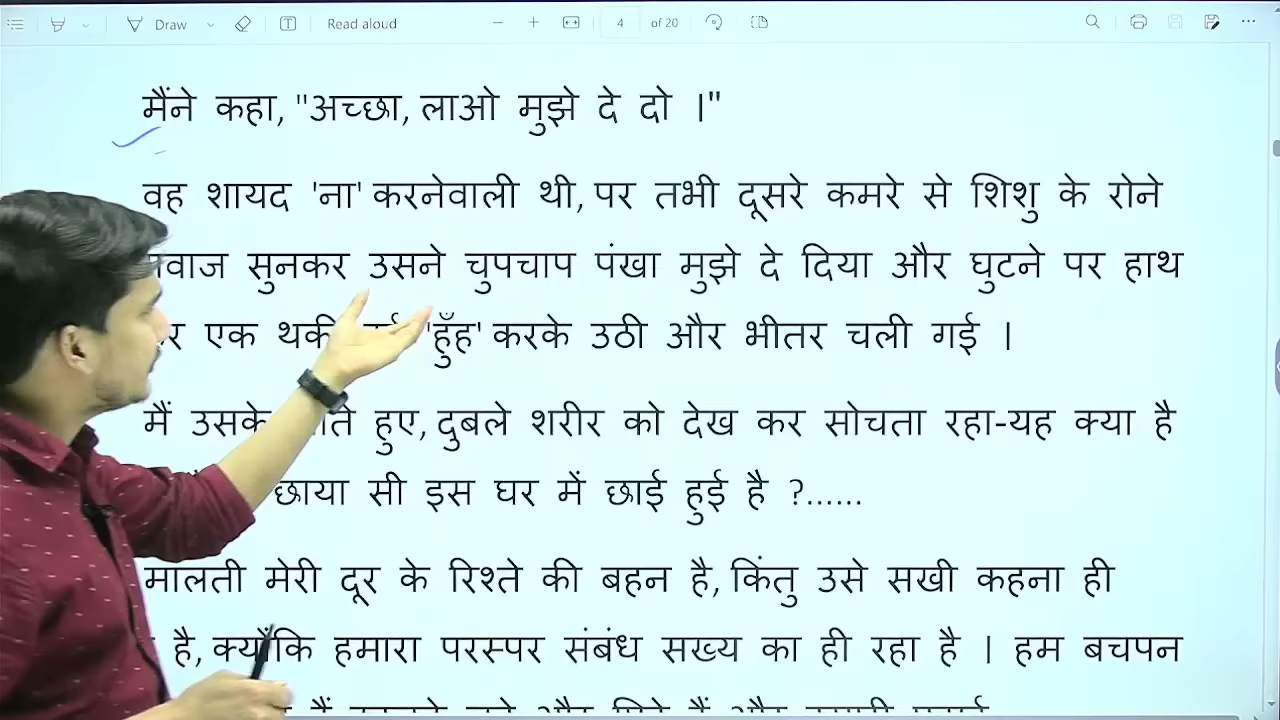 Draw
Read aloud
4 of 20
मैंने कहा, "अच्छा, लाओ मुझे दे दो ।"
वह शायद 'ना' करनेवाली थी, पर तभी दूसरे कमरे से शिशु के रोने
सुनकर उसने चुपचाप पंखा मुझे दे दिया और घुटने पर हाथ
एक 'हुँह' करके उठी और भीतर चली गई ।
मैं हुए, दुबले शरीर को देख कर सोचता रहा-यह क्या है
छाया सी इस घर में छाई हुई है ?......
मालती मेरी दूर के रिश्ते की बहन है, किंतु उसे सखी कहना ही
है, क्योंकि हमारा परस्पर संबंध सख्य का ही रहा है । हम बचपन